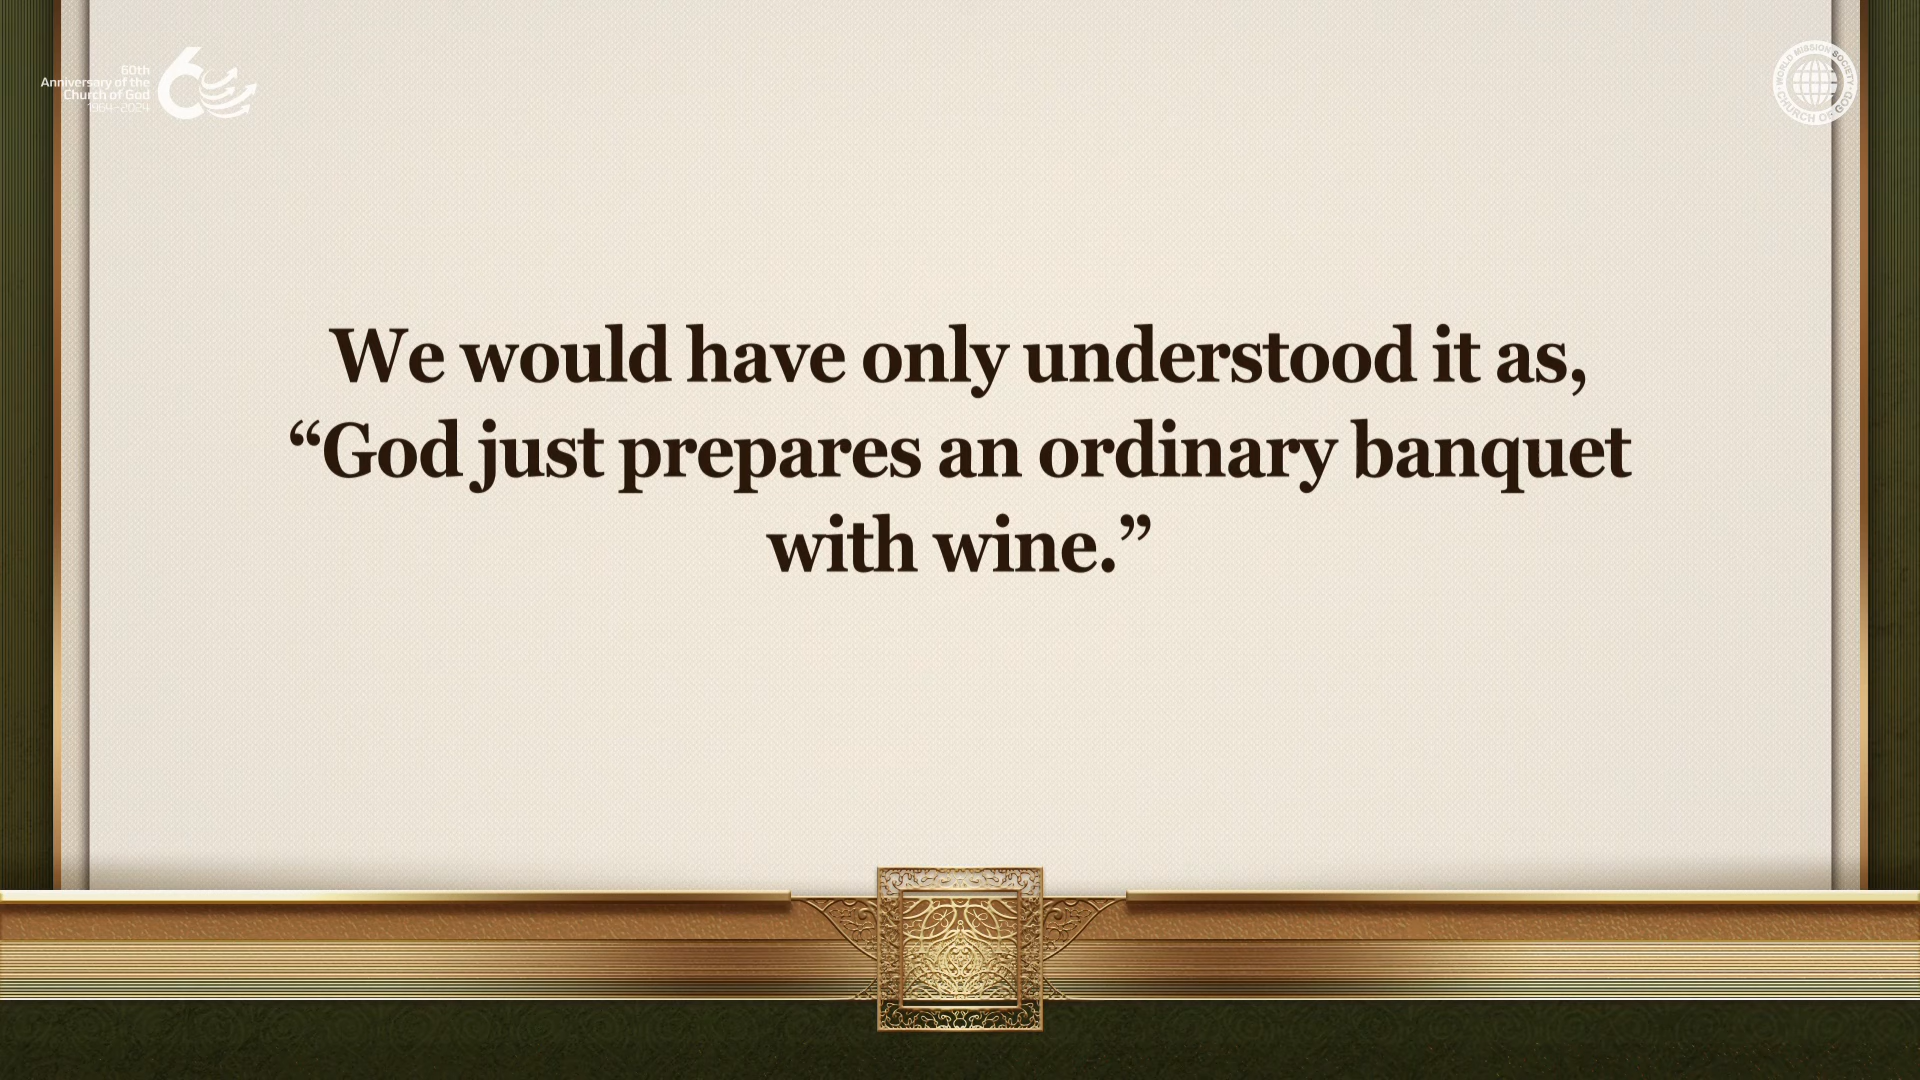 60th
Anniversary of the
Church of God
1964-2024
WORLD MISSION SOCIETY
CHURCH OF GOD
We would have only understood it as,
“God just prepares an ordinary banquet
with wine.”